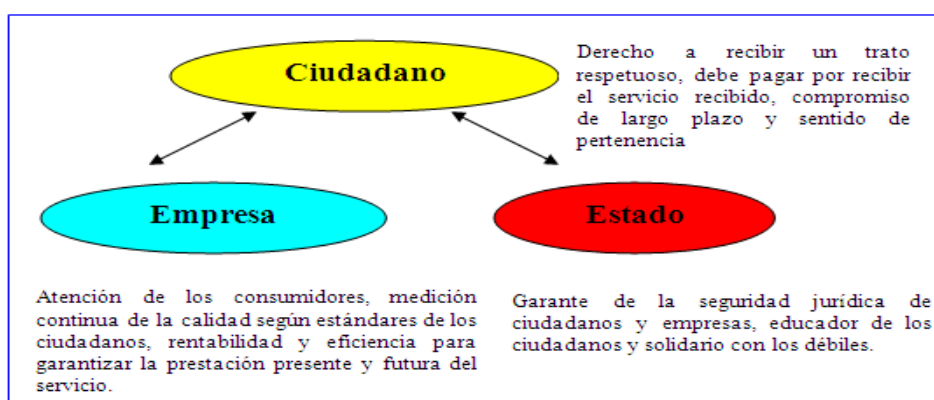 Ciudadano
Derecho a recibir un trato
respetuoso, debe pagar por recibir
el servicio recibido, compromiso
de largo plazo y sentido de
pertenencia
Empresa
Estado
Atención de los consumidores, medición
continua de la calidad según estándares de los
ciudadanos, rentabilidad y eficiencia para
garantizar la prestación presente y futura del
servicio.
Garante de la seguridad jurídica de
ciudadanos y empresas, educador de los
ciudadanos y solidario con los débiles.